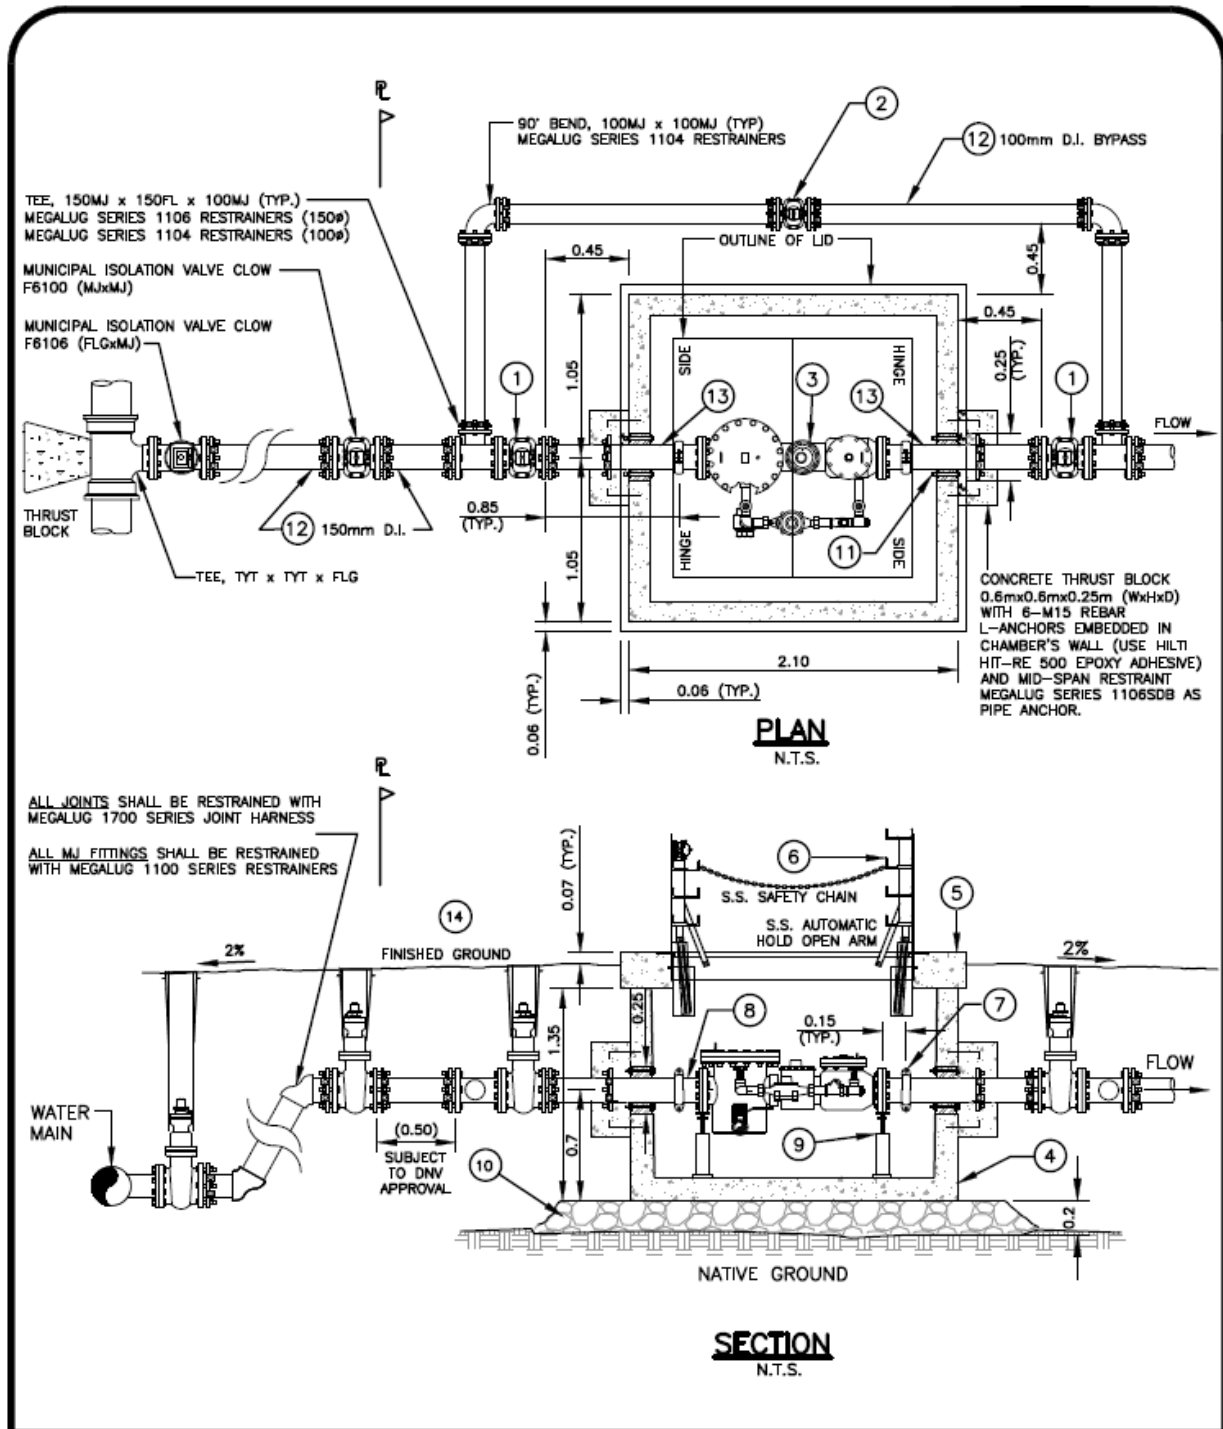 PL
2
90° BEND, 100MJ x 100MJ (TYP)
MEGALUG SERIES 1104 RESTRAINERS
12 100mm D.I. BYPASS
TEE, 150MJ x 150FL x 100MJ (TYP.)
MEGALUG SERIES 1106 RESTRAINERS (150ø)
MEGALUG SERIES 1104 RESTRAINERS (100ø)
OUTLINE OF LID
0.45
0.45
MUNICIPAL ISOLATION VALVE CLOW
F6100 (MJxMJ)
0.45
MUNICIPAL ISOLATION VALVE CLOW
F6106 (FLGxMJ)
SIDE
HINGE
0.25
(TYP.)
1
1.05
13
3
13
1
FLOW
THRUST
BLOCK
12 150mm D.I.
0.85
(TYP.)
1.05
HINGE
11
SIDE
TEE, TYT x TYT x FLG
CONCRETE THRUST BLOCK
0.6mx0.6mx0.25m (WxHxD)
WITH 6-M15 REBAR
L-ANCHORS EMBEDDED IN
CHAMBER'S WALL (USE HILTI
HIT-RE 500 EPOXY ADHESIVE)
AND MID-SPAN RESTRAINT
MEGALUG SERIES 1106SDB AS
PIPE ANCHOR.
2.10
0.06 (TYP.)
0.06 (TYP.)
PLAN
N.T.S.
PL
ALL JOINTS SHALL BE RESTRAINED WITH
MEGALUG 1700 SERIES JOINT HARNESS
ALL MJ FITTINGS SHALL BE RESTRAINED
WITH MEGALUG 1100 SERIES RESTRAINERS
0.07 (TYP.)
6
S.S. SAFETY CHAIN
5
14
S.S. AUTOMATIC
HOLD OPEN ARM
2%
FINISHED GROUND
2%
0.25
1.35
8
0.15
(TYP.)
7
FLOW
WATER
MAIN
(0.50)
SUBJECT
TO DNV
APPROVAL
0.7
9
4
10
0.2
NATIVE GROUND
SECTION
N.T.S.